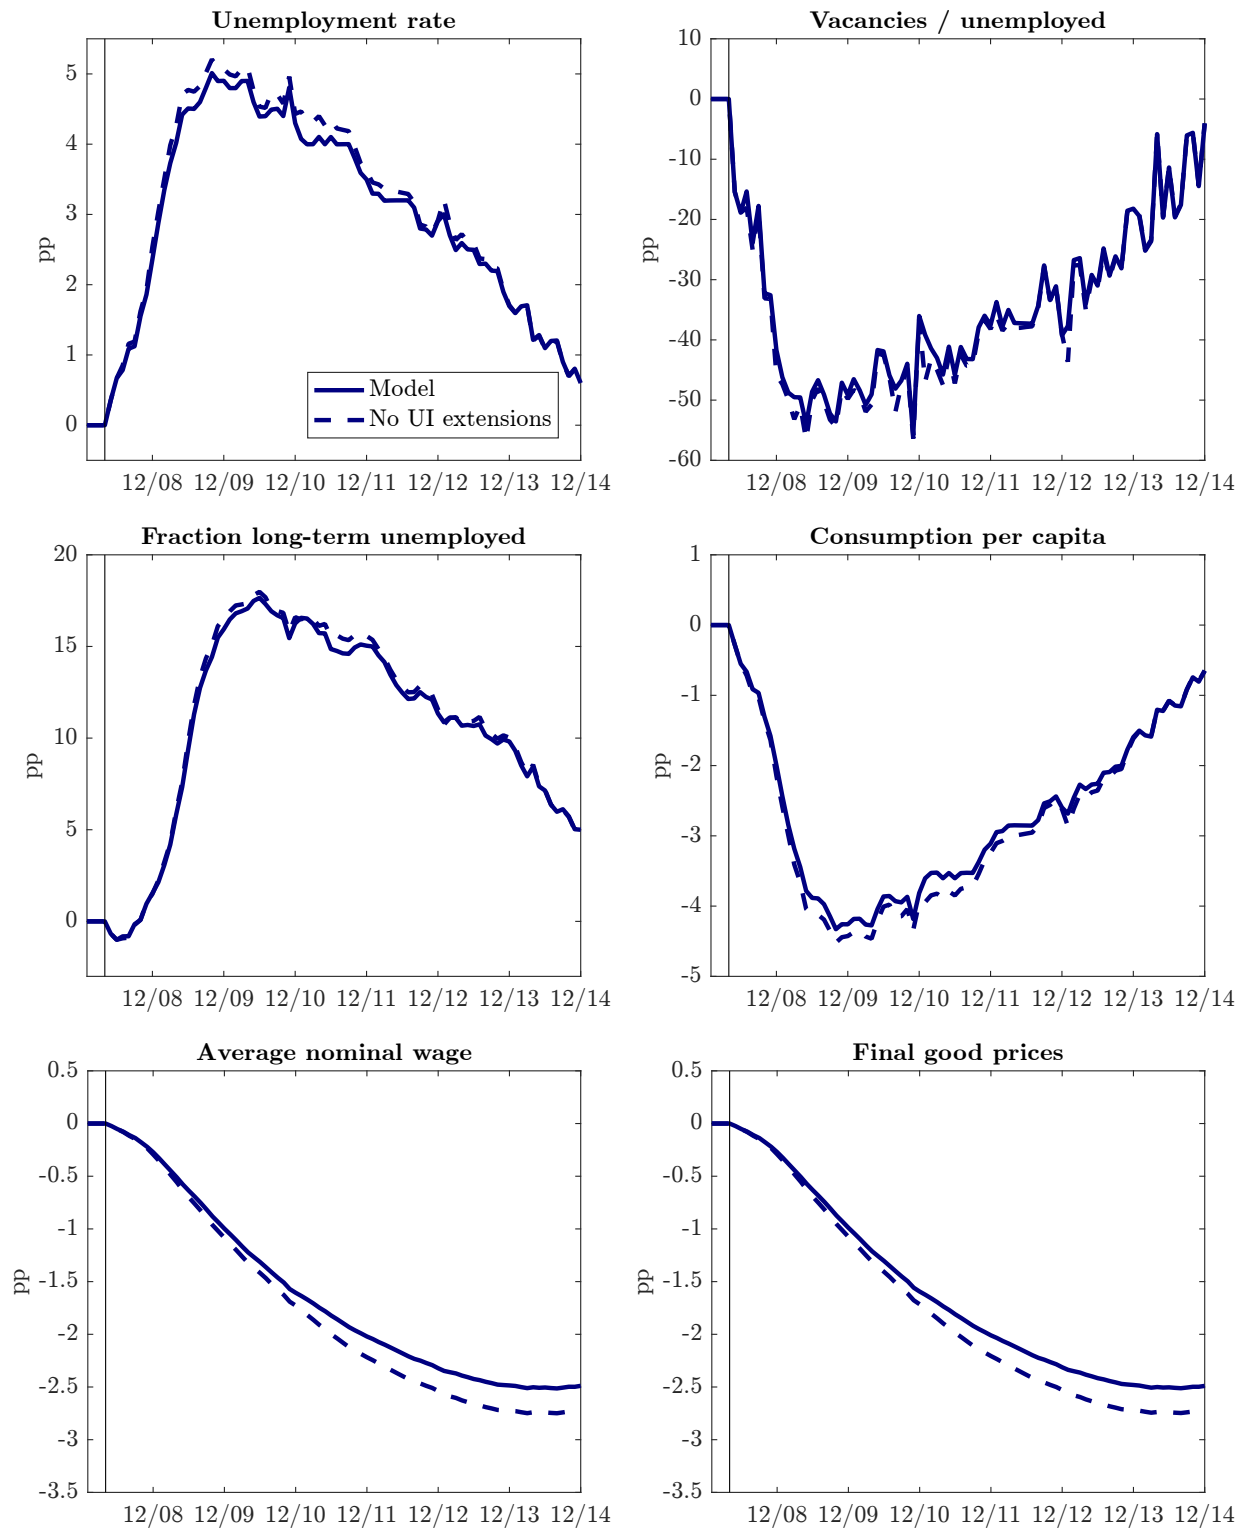 Unemployment rate
5
4
3
2
1
0
pp
Model
No UI extensions
12/08 12/09 12/10 12/11 12/12 12/13 12/14
Vacancies / unemployed
10
0
-10
-20
-30
-40
-50
-60
pp
12/08 12/09 12/10 12/11 12/12 12/13 12/14
Fraction long-term unemployed
20
15
10
5
0
pp
12/08 12/09 12/10 12/11 12/12 12/13 12/14
Consumption per capita
1
0
-1
-2
-3
-4
-5
pp
12/08 12/09 12/10 12/11 12/12 12/13 12/14
Average nominal wage
0.5
0
-0.5
-1
-1.5
-2
-2.5
-3
-3.5
pp
12/08 12/09 12/10 12/11 12/12 12/13 12/14
Final good prices
0.5
0
-0.5
-1
-1.5
-2
-2.5
-3
-3.5
pp
12/08 12/09 12/10 12/11 12/12 12/13 12/14